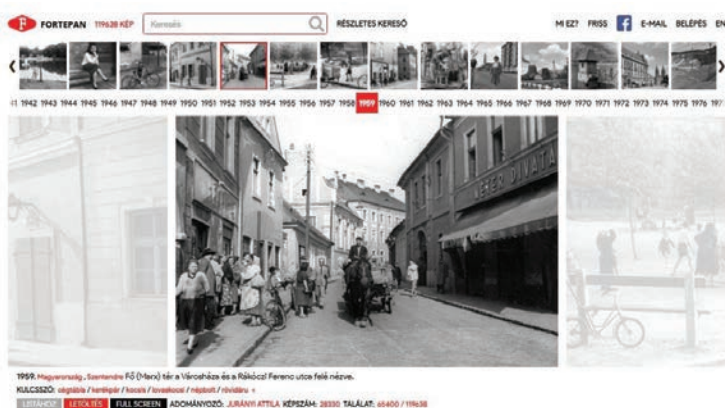 F FORTEPAN 119638 KÉP Keresés RÉSZLETES KERESŐ MI EZ? FRISS f E-MAIL BELÉPÉS EN
1942 1943 1944 1945 1946 1947 1948 1949 1950 1951 1952 1953 1954 1955 1956 1957 1958 1959 1960 1961 1962 1963 1964 1965 1966 1967 1968 1969 1970 1971 1972 1973 1974 1975 1976
NEHER DIVATA
1959. Magyarország, Szentendre Fő (Marx) tér a Városháza és a Rákóczi Ferenc utca felé nézve.
KULCSSZÓ: cégtábla / kerékpár / kocsis / lovaskocsi / népbolt / rövidáru
LISTÁHOZ LETÖLTÉS FULL SCREEN ADOMÁNYOZÓ: JURÁNYI ATTILA KÉPSZÁM: 28330 TALÁLAT: 65400 / 119638